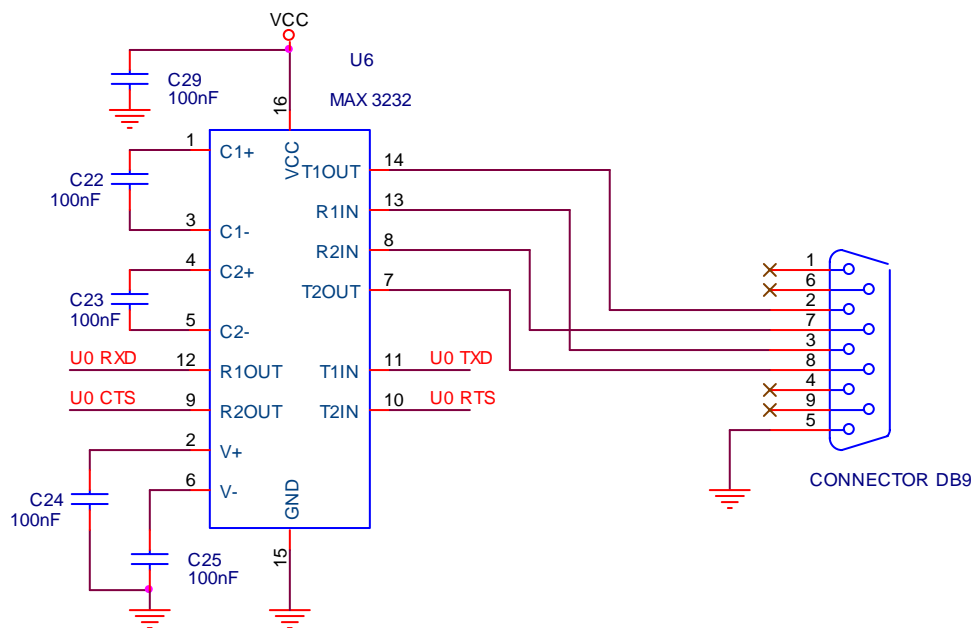 VCC
U6
MAX 3232
C29
100nF
16
VCC
1
C1+
C22
100nF
3
C1-
4
C2+
C23
100nF
5
C2-
U0 RXD
12
R1OUT
U0 CTS
9
R2OUT
2
V+
6
V-
C24
100nF
C25
100nF
GND
15
T1OUT
14
R1IN
13
R2IN
8
T2OUT
7
T1IN
11
U0 TXD
T2IN
10
U0 RTS
1
6
2
7
3
8
4
9
5
CONNECTOR DB9